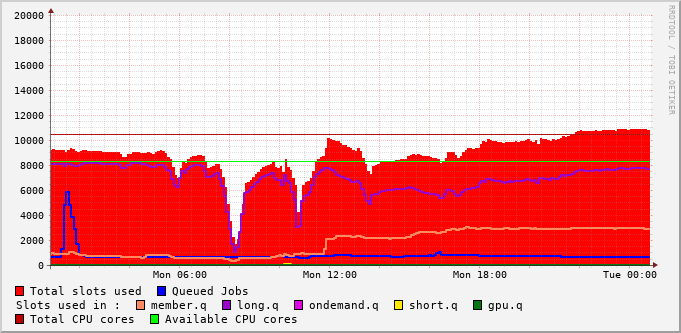 RRDTOOL / TOBI OETIKER
20000
18000
16000
14000
12000
10000
8000
6000
4000
2000
0
Mon 06:00 Mon 12:00 Mon 18:00 Tue 00:00
Total slots used Queued Jobs
Slots used in : member.q long.q ondemand.q short.q gpu.q
Total CPU cores Available CPU cores